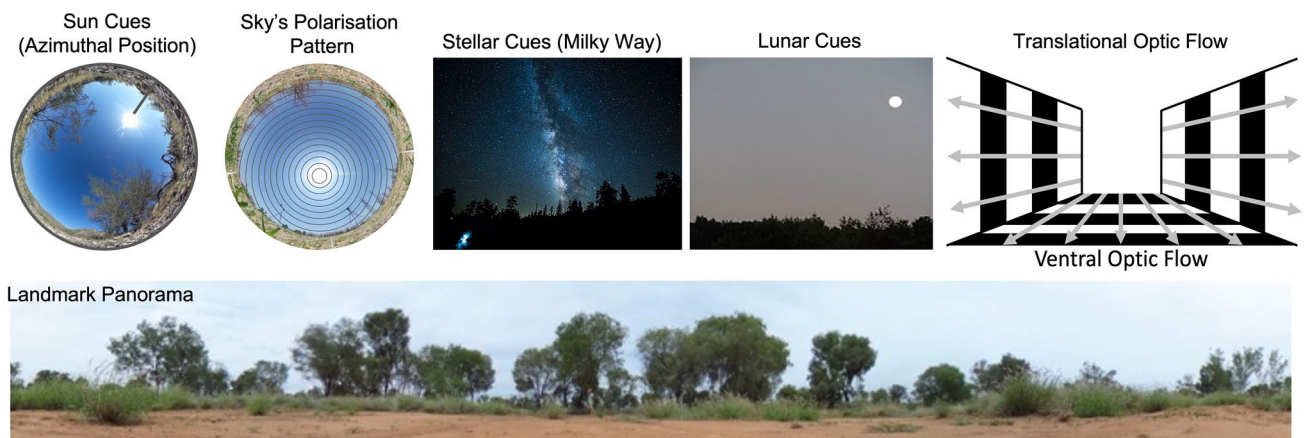 Sun Cues
(Azimuthal Position)
Sky's Polarisation
Pattern
Stellar Cues (Milky Way)
Lunar Cues
Translational Optic Flow
Ventral Optic Flow
Landmark Panorama